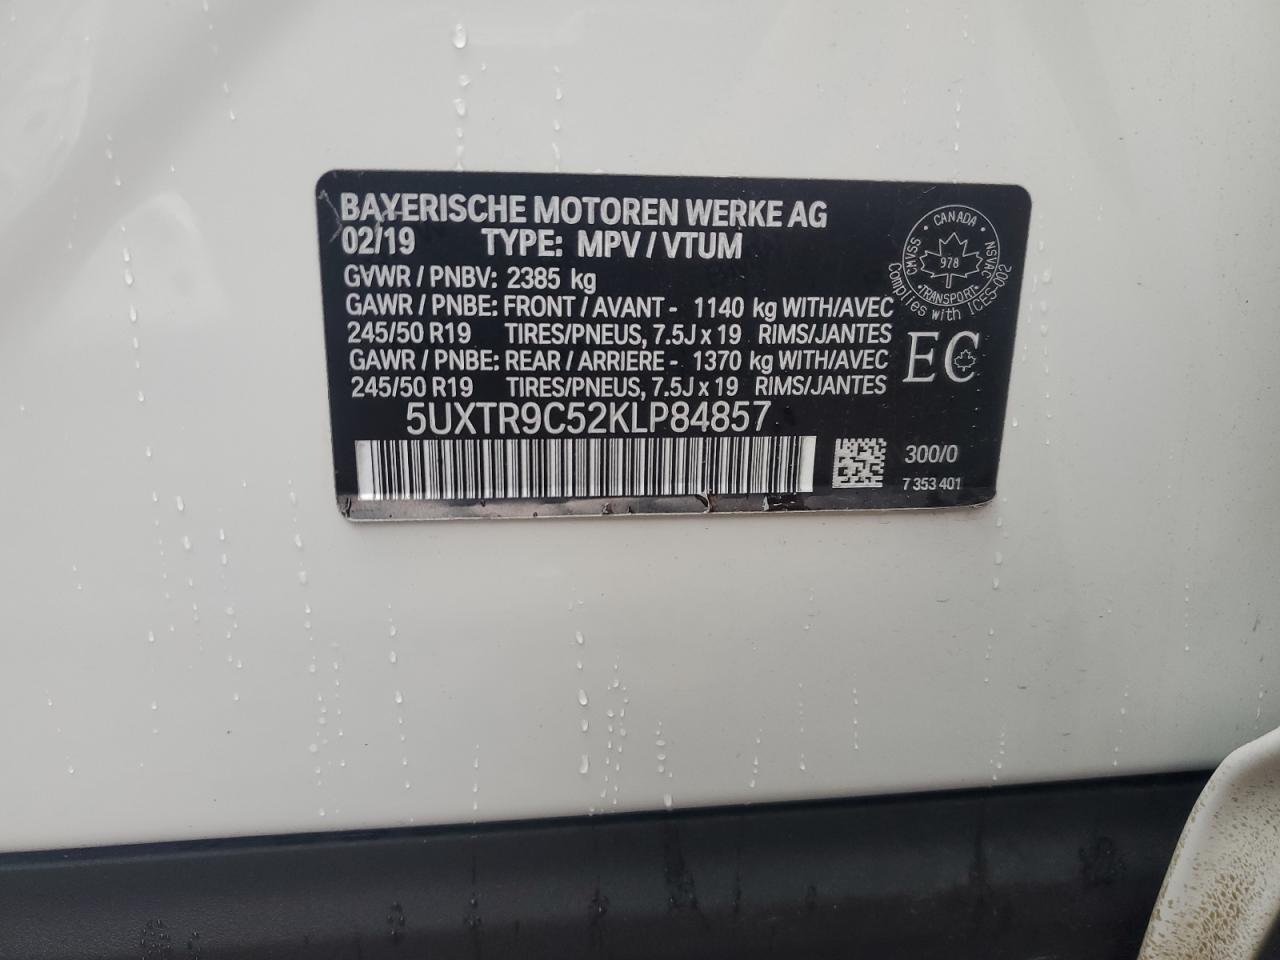 BAYERISCHE MOTOREN WERKE AG
02/19 TYPE: MPV / VTUM
GVWR / PNBV: 2385 kg
GAWR / PNBE: FRONT / AVANT - 1140 kg WITH/AVEC
245/50 R19 TIRES/PNEUS, 7.5J x 19 RIMS/JANTES
GAWR / PNBE: REAR / ARRIERE - 1370 kg WITH/AVEC
245/50 R19 TIRES/PNEUS, 7.5J x 19 RIMS/JANTES
5UXTR9C52KLP84857
CMVSS · CANADA · NSVAC
978
· TRANSPORT ·
Complies with ICES-002
EC
300/0
7 353 401